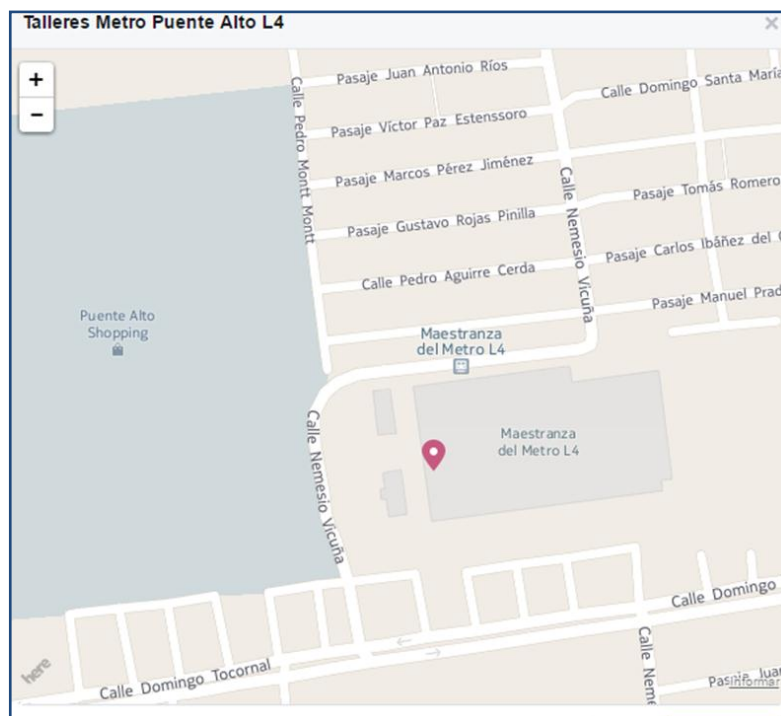 Talleres Metro Puente Alto L4
×
+
−
Pasaje Juan Antonio Ríos
Calle Domingo Santa María
Calle Pedro Montt Montt
Pasaje Víctor Paz Estenssoro
Pasaje Marcos Pérez Jiménez
Calle Nemesio Vicuña
Pasaje Tomás Romero
Pasaje Gustavo Rojas Pinilla
Pasaje Carlos Ibáñez del
Calle Pedro Aguirre Cerda
Pasaje Manuel Prad
Puente Alto
Shopping
Maestranza
del Metro L4
Maestranza
del Metro L4
Calle Nemesio Vicuña
Calle Domingo
Calle Neme
here
Calle Domingo Tocornal
Pasaje Juan
Informar